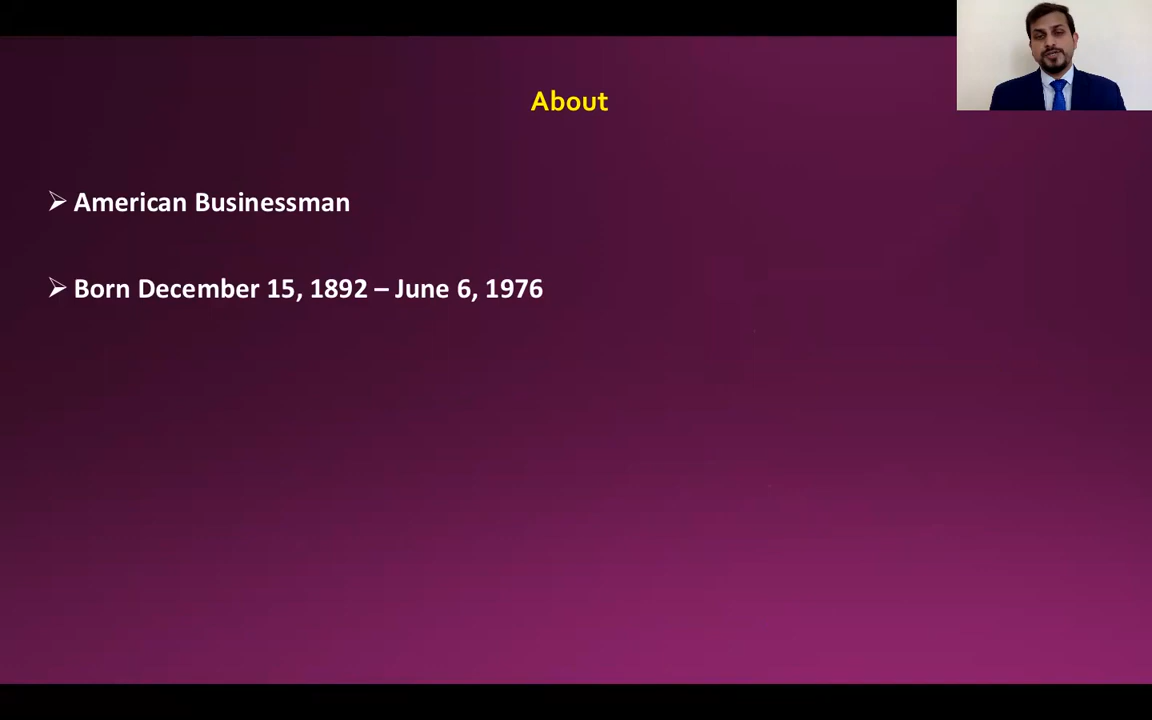 About
➢ American Businessman
➢ Born December 15, 1892 – June 6, 1976